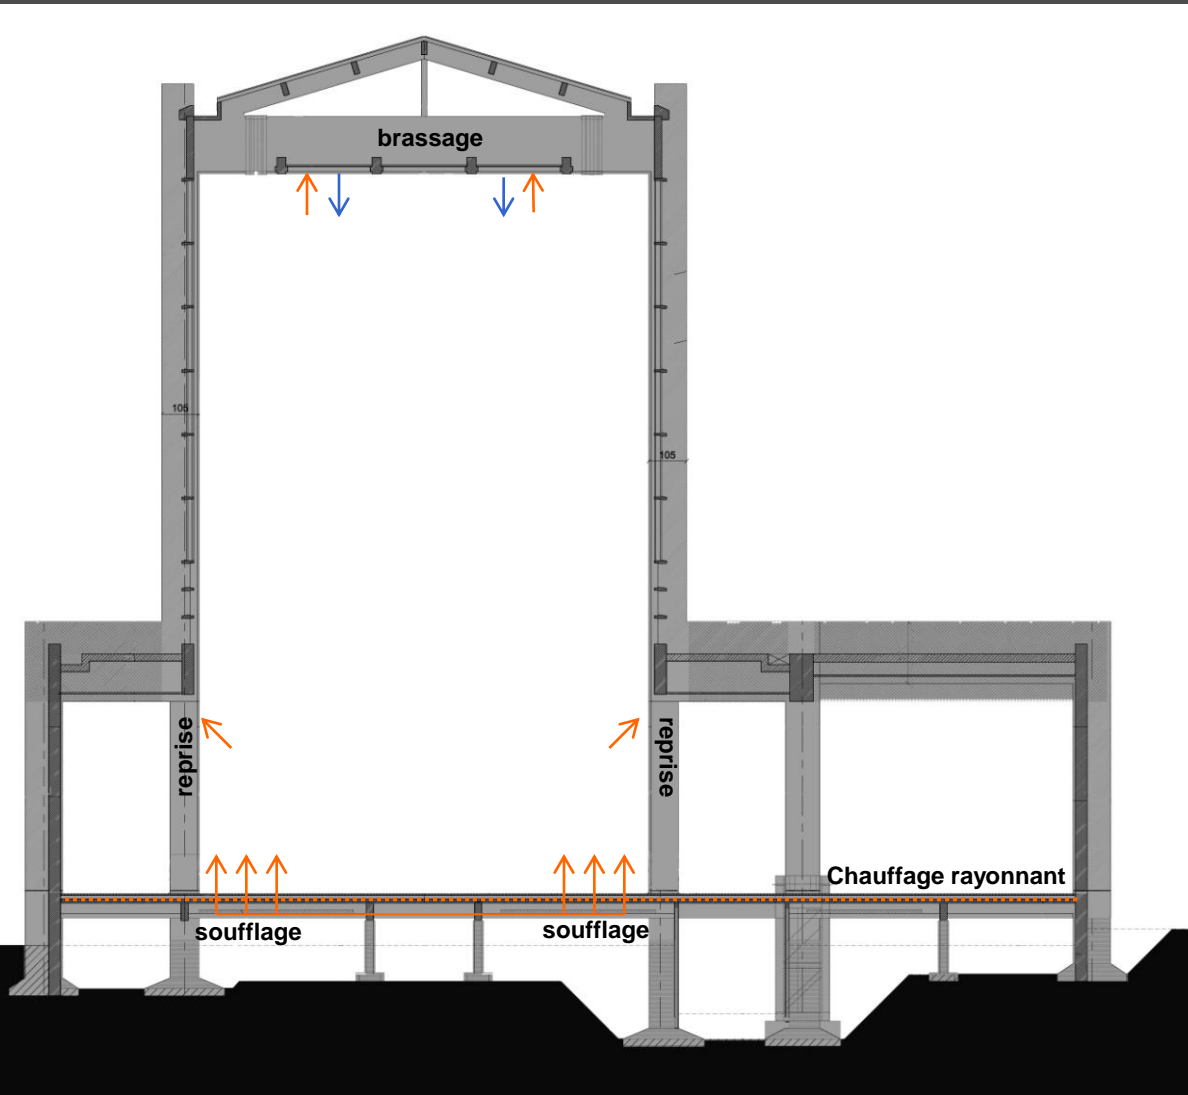 brassage
105
105
reprise
reprise
Chauffage rayonnant
soufflage
soufflage